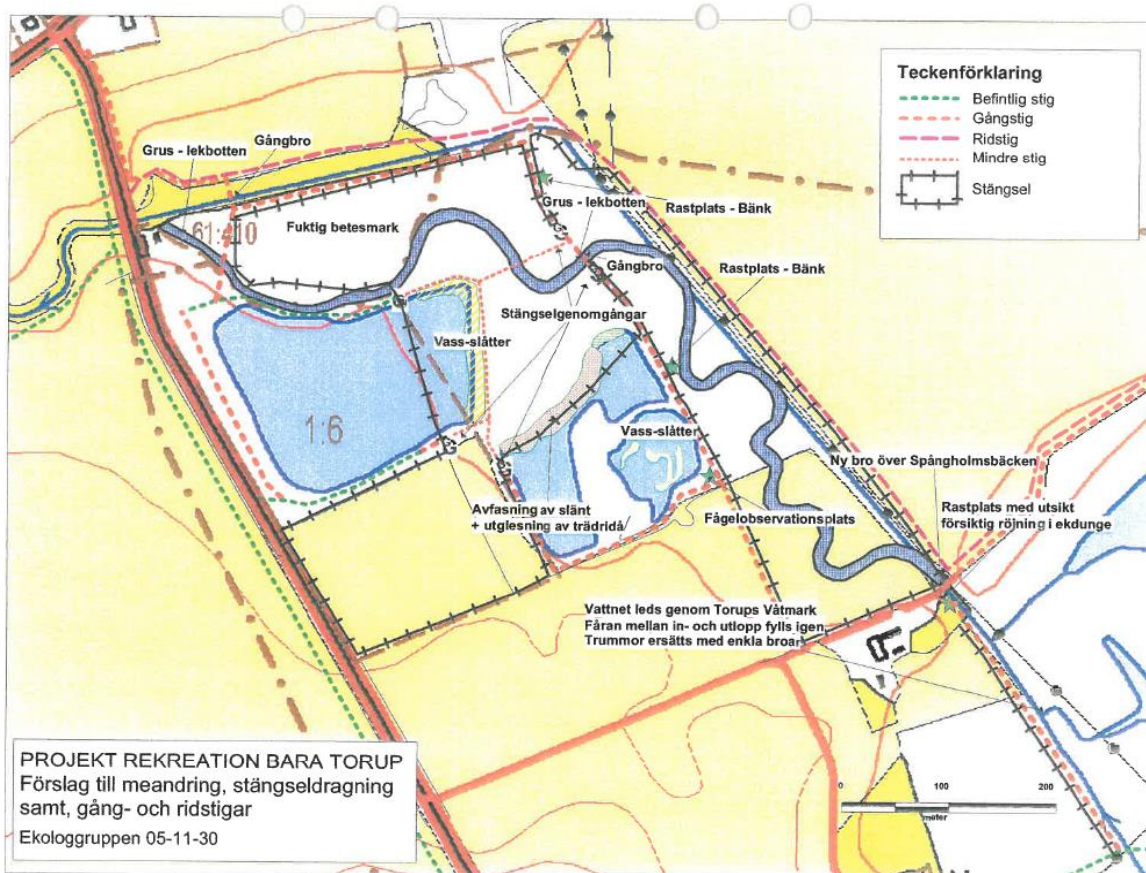 Teckenförklaring
Befintlig stig
Gångstig
Ridstig
Mindre stig
Stängsel
Grus - lekbotten
Gångbro
Fuktig betesmark
61:410
Grus - lekbotten
Rastplats - Bänk
Gångbro
Rastplats - Bänk
Stängselgenomgångar
Vass-slåtter
1:6
Vass-slåtter
Ny bro över Spångholmsbäcken
Avfasning av slänt
+ utglesning av trädridå
Fågelobservationsplats
Rastplats med utsikt
försiktig röjning i ekdunge
Vattnet leds genom Torups Våtmark
Fåran mellan in- och utlopp fylls igen
Trummor ersätts med enkla broar
PROJEKT REKREATION BARA TORUP
Förslag till meandring, stängseldragning
samt, gång- och ridstigar
Ekologgruppen 05-11-30
0 100 200
meter